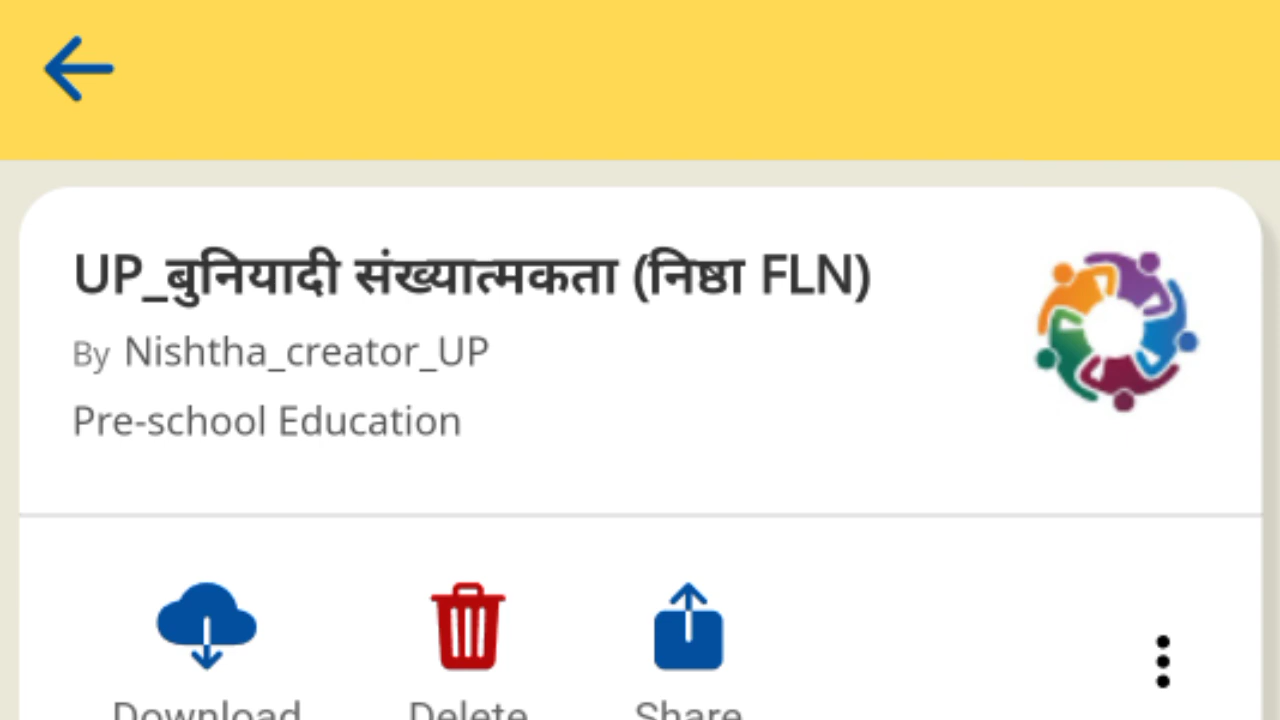 UP_बुनियादी संख्यात्मकता (निष्ठा FLN)
By Nishtha_creator_UP
Pre-school Education
Download Delete Share